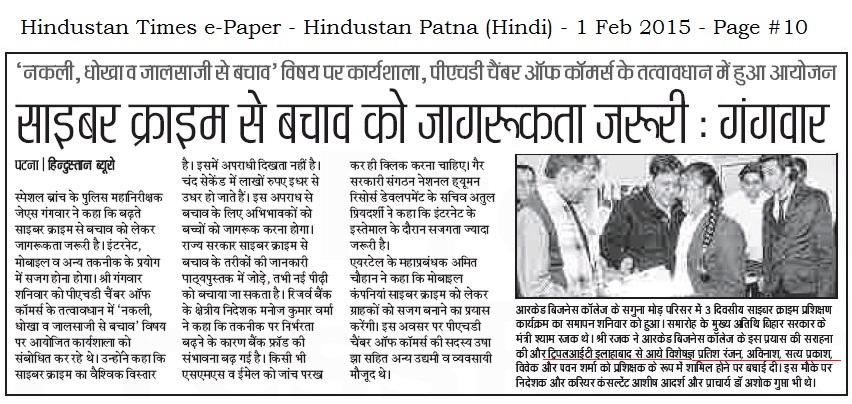 Hindustan Times e-Paper - Hindustan Patna (Hindi) - 1 Feb 2015 - Page #10
'नकली, धोखा व जालसाजी से बचाव' विषय पर कार्यशाला, पीएचडी चैंबर ऑफ कॉमर्स के तत्वावधान में हुआ आयोजन
साइबर क्राइम से बचाव को जागरूकता जरूरी : गंगवार
पटना | हिन्दुस्तान ब्यूरो
स्पेशल ब्रांच के पुलिस महानिरीक्षक
जेएस गंगवार ने कहा कि बढ़ते
साइबर क्राइम से बचाव को लेकर
जागरूकता जरूरी है। इंटरनेट,
मोबाइल व अन्य तकनीक के प्रयोग
में सजग होना होगा। श्री गंगवार
शनिवार को पीएचडी चैंबर ऑफ
कॉमर्स के तत्वावधान में 'नकली,
धोखा व जालसाजी से बचाव' विषय
पर आयोजित कार्यशाला को
संबोधित कर रहे थे। उन्होंने कहा कि
साइबर क्राइम का वैश्विक विस्तार
है। इसमें अपराधी दिखता नहीं है।
चंद सेकेंड में लाखों रुपए इधर से
उधर हो जाते हैं। इस अपराध से
बचाव के लिए अभिभावकों को
बच्चों को जागरूक करना होगा।
राज्य सरकार साइबर क्राइम से
बचाव के तरीकों की जानकारी
पाठ्यपुस्तक में जोड़े, तभी नई पीढ़ी
को बचाया जा सकता है। रिजर्व बैंक
के क्षेत्रीय निदेशक मनोज कुमार वर्मा
ने कहा कि तकनीक पर निर्भरता
बढ़ने के कारण बैंक फ्रॉड की
संभावना बढ़ गई है। किसी भी
एसएमएस व ईमेल को जांच परख
कर ही क्लिक करना चाहिए। गैर
सरकारी संगठन नेशनल ह्यूमन
रिसोर्स डेवलपमेंट के सचिव अतुल
प्रियदर्शी ने कहा कि इंटरनेट के
इस्तेमाल के दौरान सजगता ज्यादा
जरूरी है।
एयरटेल के महाप्रबंधक अमित
चौहान ने कहा कि मोबाइल
कंपनियां साइबर क्राइम को लेकर
ग्राहकों को सजग बनाने का प्रयास
करेंगी। इस अवसर पर पीएचडी
चैंबर ऑफ कॉमर्स की सदस्य उषा
झा सहित अन्य उद्यमी व व्यवसायी
मौजूद थे।
आरकेड बिजनेस कॉलेज के सगुना मोड़ परिसर में 3 दिवसीय साइबर क्राइम प्रशिक्षण
कार्यक्रम का समापन शनिवार को हुआ। समारोह के मुख्य अतिथि बिहार सरकार के
मंत्री श्याम रजक थे। श्री रजक ने आरकेड बिजनेस कॉलेज के इस प्रयास की सराहना
की और ट्रिपलआईटी इलाहाबाद से आये विशेषज्ञ प्रतिश रंजन, अविनाश, सत्य प्रकाश,
विवेक और पवन शर्मा को प्रशिक्षक के रूप में शामिल होने पर बधाई दी। इस मौके पर
निदेशक और करियर कंसल्टेंट आशीष आदर्श और प्राचार्य डॉ अशोक गुप्ता भी थे।